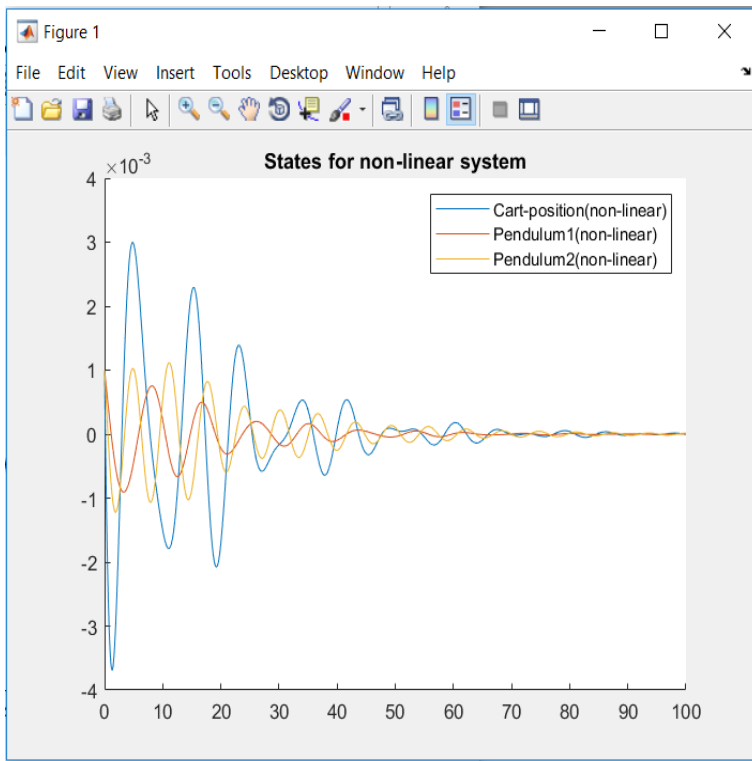 Figure 1
File Edit View Insert Tools Desktop Window Help
×10⁻³
States for non-linear system
4
3
2
1
0
-1
-2
-3
-4
Cart-position(non-linear)
Pendulum1(non-linear)
Pendulum2(non-linear)
0 10 20 30 40 50 60 70 80 90 100